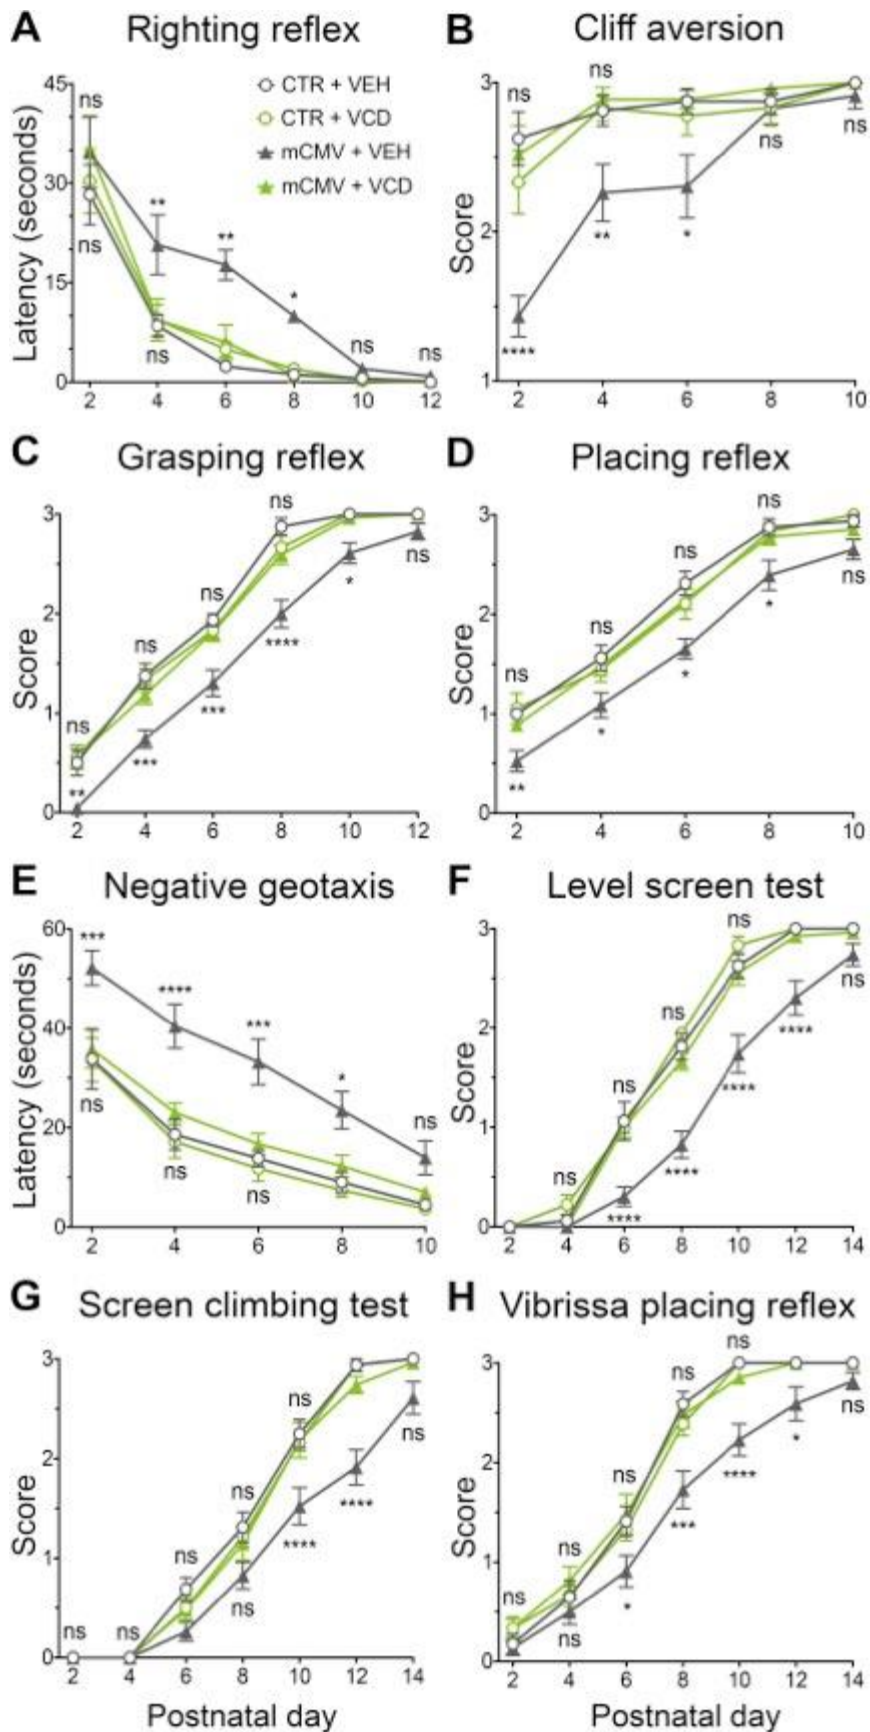 A Righting reflex
Latency (seconds)
45
30
15
0
ns
ns
**
ns
**
*
ns
ns
CTR + VEH
CTR + VCD
mCMV + VEH
mCMV + VCD
2 4 6 8 10 12
B Cliff aversion
Score
3
2
1
ns
ns
****
**
*
ns
ns
2 4 6 8 10
C Grasping reflex
Score
3
2
1
0
ns
**
ns
***
ns
***
ns
****
*
ns
2 4 6 8 10 12
D Placing reflex
Score
3
2
1
0
ns
**
ns
*
ns
*
ns
*
ns
2 4 6 8 10
E Negative geotaxis
Latency (seconds)
60
40
20
0
***
ns
****
ns
***
ns
*
ns
2 4 6 8 10
F Level screen test
Score
3
2
1
0
ns
ns
****
ns
****
ns
****
****
ns
2 4 6 8 10 12 14
G Screen climbing test
Score
3
2
1
0
ns
ns
ns
ns
ns
ns
****
****
ns
2 4 6 8 10 12 14
Postnatal day
H Vibrissa placing reflex
Score
3
2
1
0
ns
ns
ns
ns
*
ns
***
ns
****
*
ns
2 4 6 8 10 12 14
Postnatal day